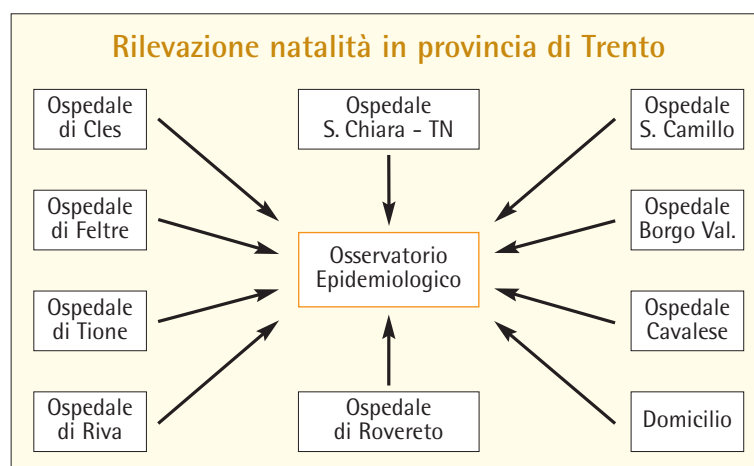 Rilevazione natalità in provincia di Trento
Ospedale
di Cles
Ospedale
S. Chiara - TN
Ospedale
S. Camillo
Ospedale
di Feltre
Osservatorio
Epidemiologico
Ospedale
Borgo Val.
Ospedale
di Tione
Ospedale
Cavalese
Ospedale
di Riva
Ospedale
di Rovereto
Domicilio